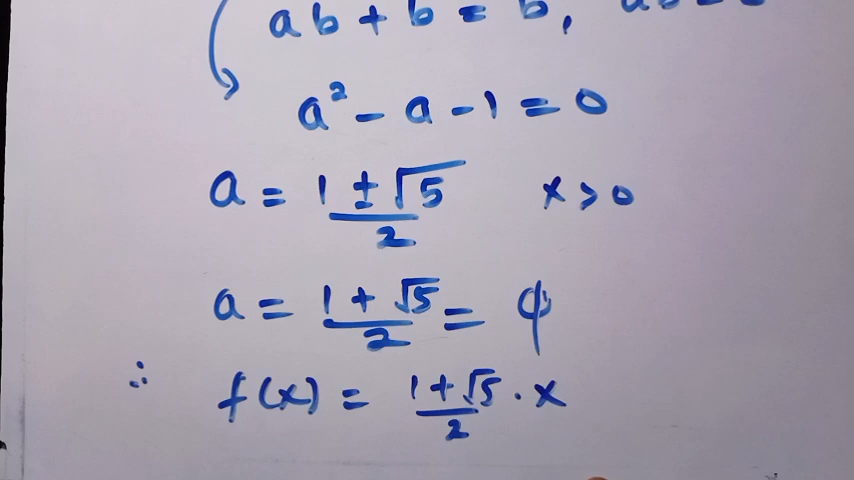 ab + b = b,
a² - a - 1 = 0
a = (1 ± √5)/2    x > 0
a = (1 + √5)/2 = φ
∴ f(x) = (1 + √5)/2 · x